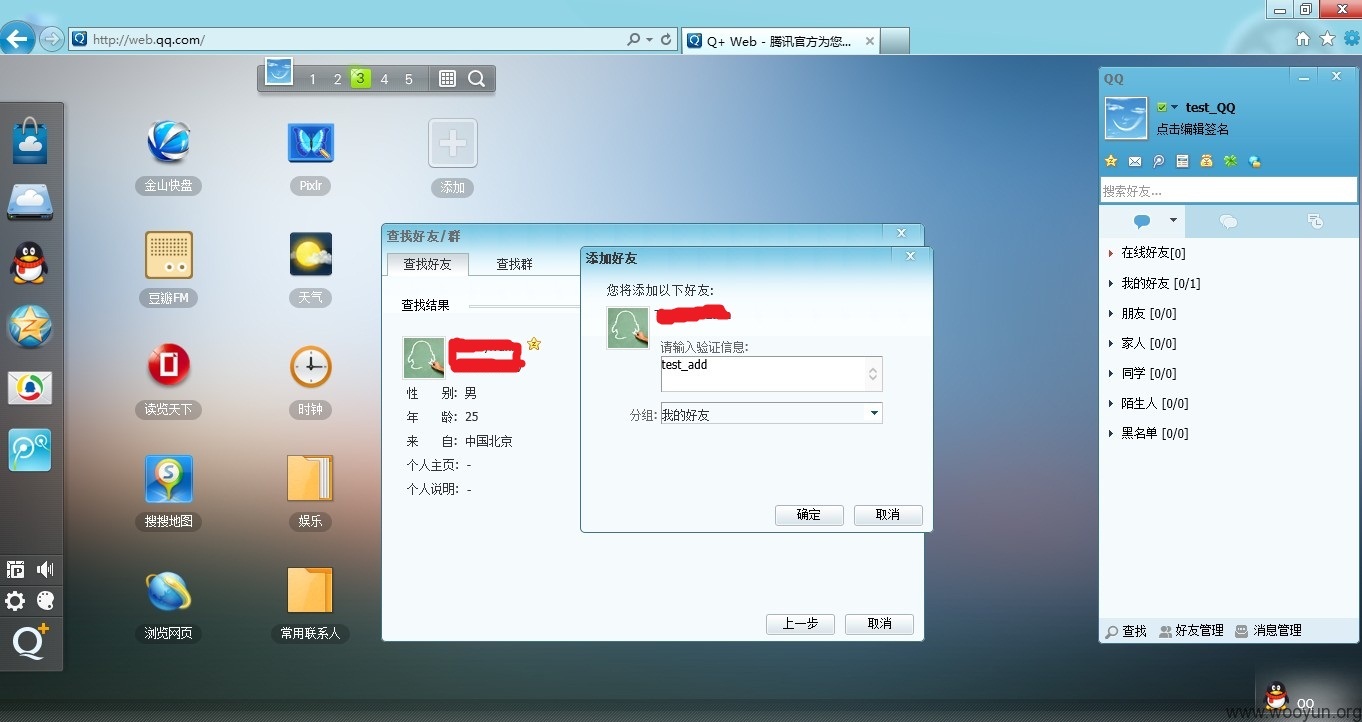 http://web.qq.com/
Q+ Web - 腾讯官方为您...
1 2 3 4 5
金山快盘
Pixlr
添加
豆瓣FM
天气
读览天下
时钟
搜搜地图
娱乐
浏览网页
常用联系人
查找好友/群
查找好友
查找群
查找结果
性 别: 男
年 龄: 25
来 自: 中国北京
个人主页: -
个人说明: -
上一步
取消
添加好友
您将添加以下好友:
请输入验证信息:
test_add
分组: 我的好友
确定
取消
QQ
test_QQ
点击编辑签名
搜索好友...
在线好友[0]
我的好友 [0/1]
朋友 [0/0]
家人 [0/0]
同学 [0/0]
陌生人 [0/0]
黑名单 [0/0]
查找
好友管理
消息管理
QQ
www.wooyun.org